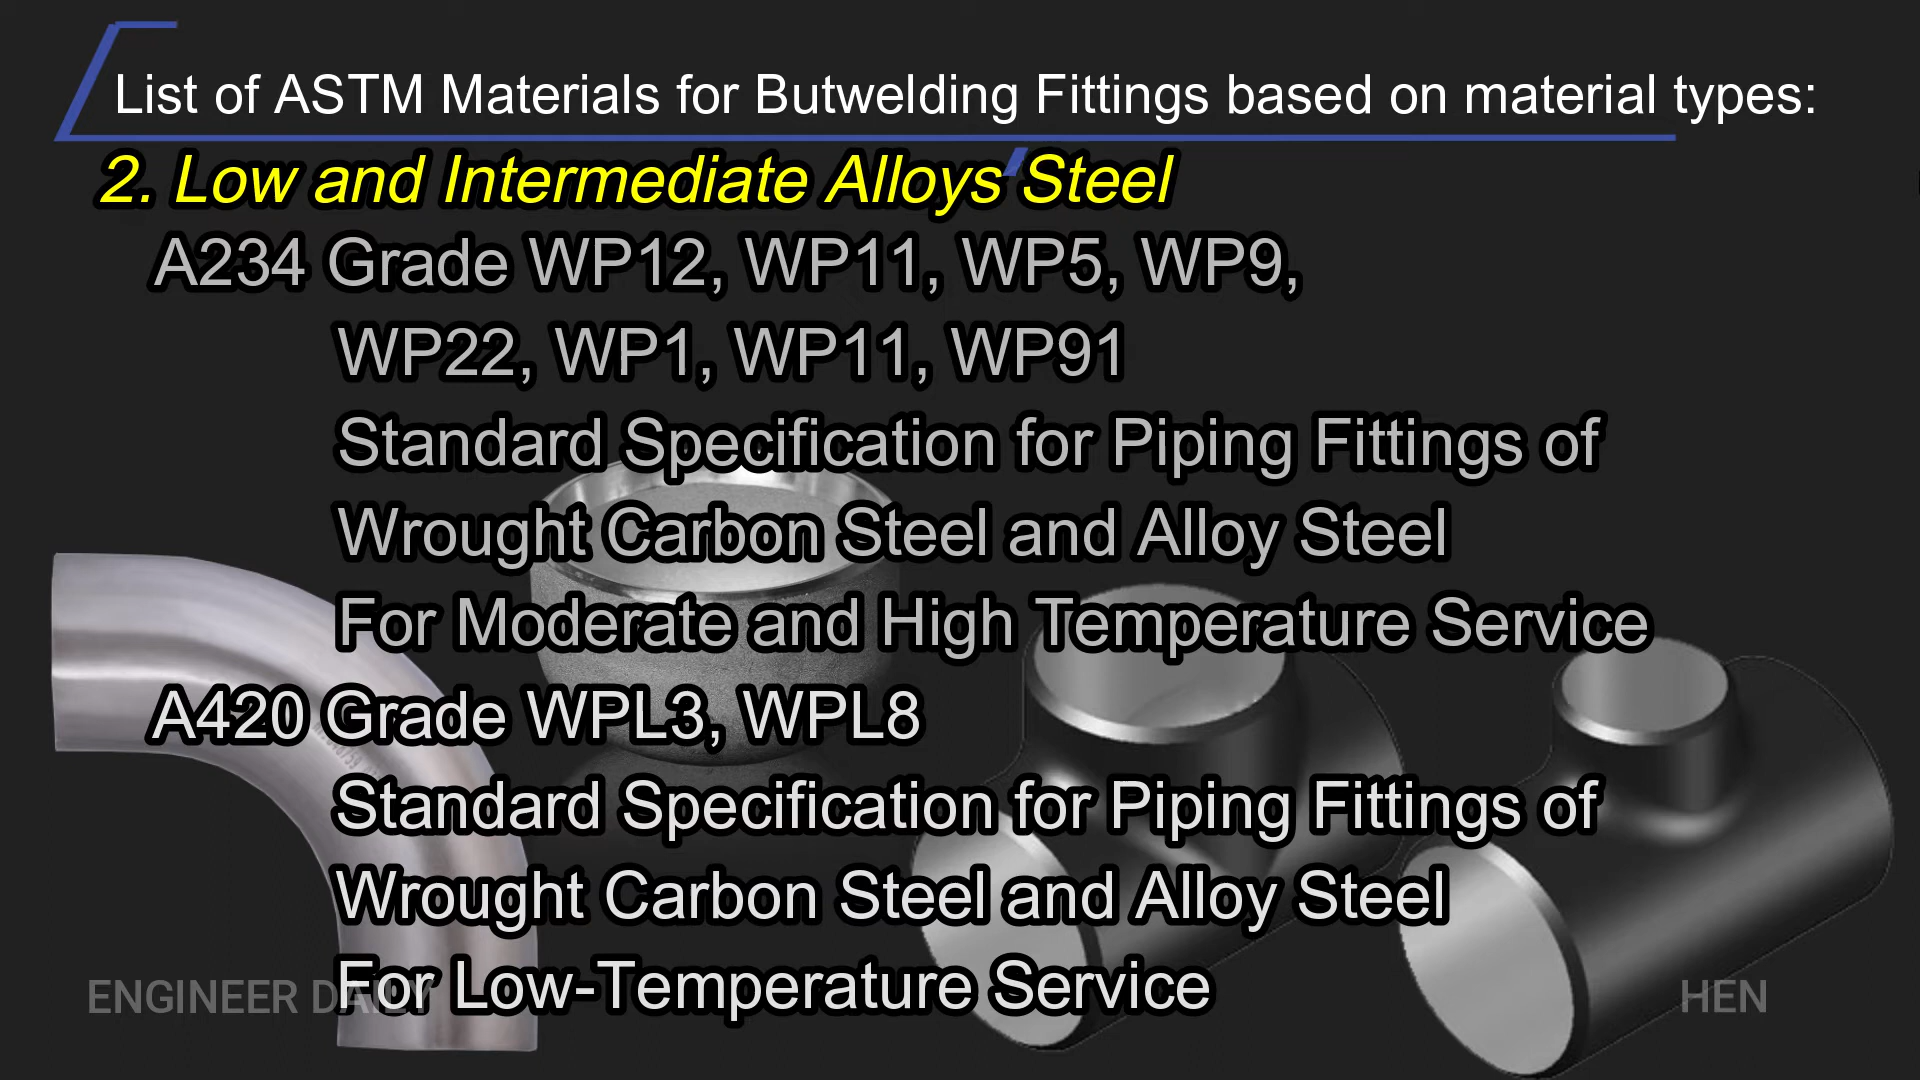 List of ASTM Materials for Butwelding Fittings based on material types:
2. Low and Intermediate Alloys Steel
A234 Grade WP12, WP11, WP5, WP9,
WP22, WP1, WP11, WP91
Standard Specification for Piping Fittings of
Wrought Carbon Steel and Alloy Steel
For Moderate and High Temperature Service
A420 Grade WPL3, WPL8
Standard Specification for Piping Fittings of
Wrought Carbon Steel and Alloy Steel
For Low-Temperature Service
ENGINEER DAILY
HEN